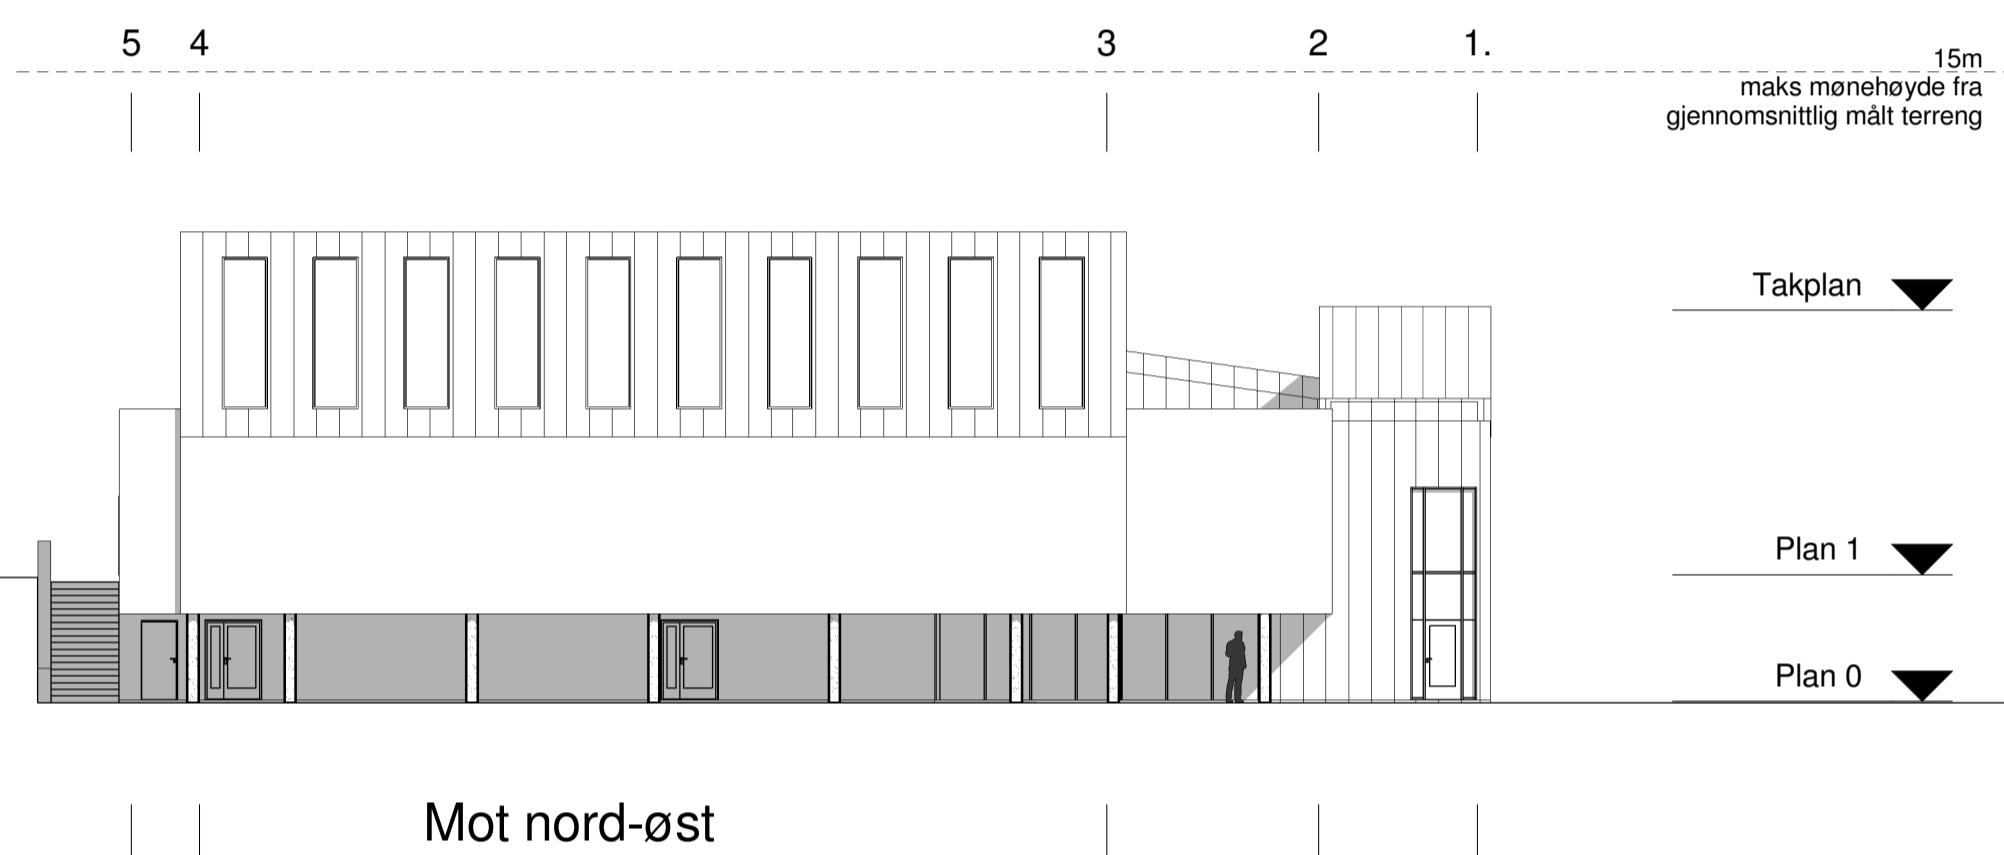 5 4 3 2 1.
15m
maks mønehøyde fra
gjennomsnittlig målt terreng
Takplan
Plan 1
Plan 0
Mot nord-øst